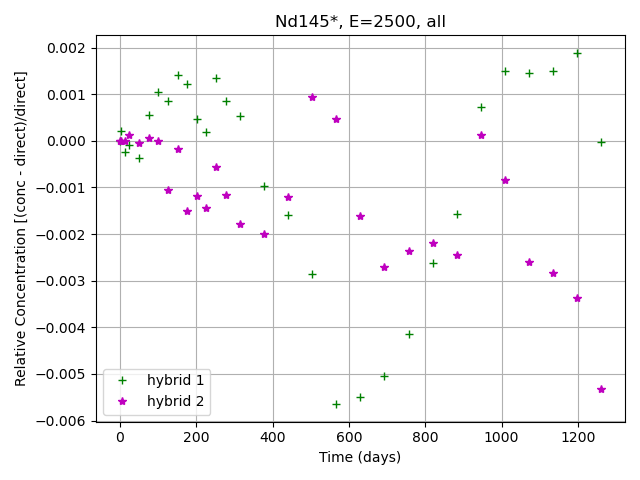 Nd145*, E=2500, all
Relative Concentration [(conc - direct)/direct]
0.002
0.001
0.000
−0.001
−0.002
−0.003
−0.004
−0.005
−0.006
hybrid 1
hybrid 2
0 200 400 600 800 1000 1200
Time (days)